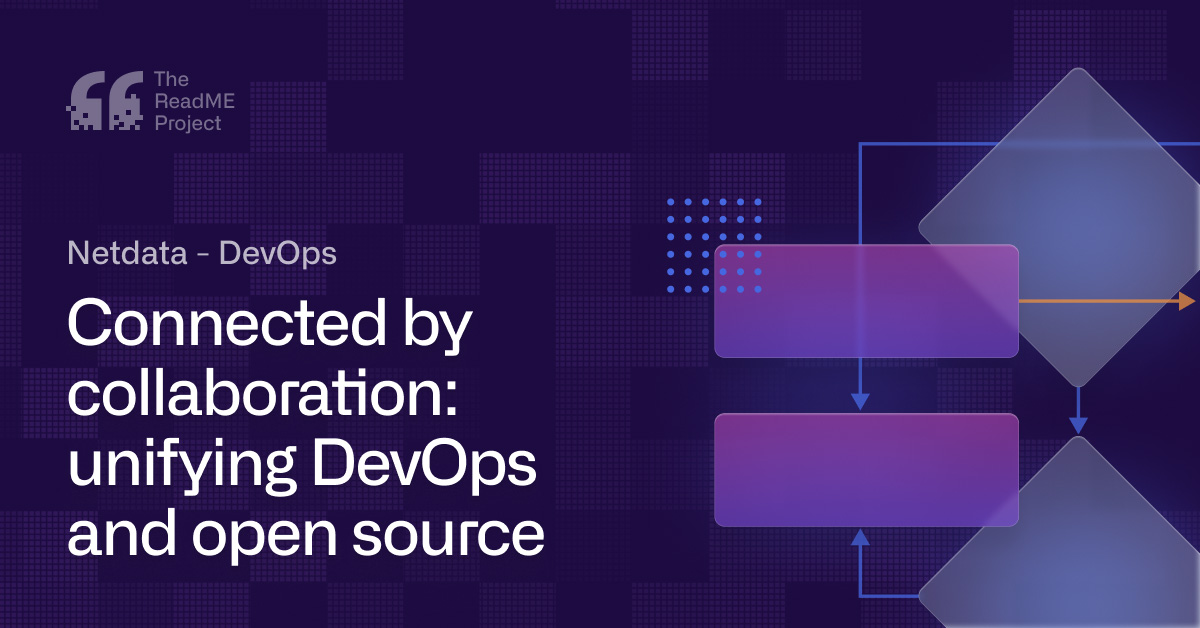 The
ReadME
Project
Netdata - DevOps
Connected by
collaboration:
unifying DevOps
and open source